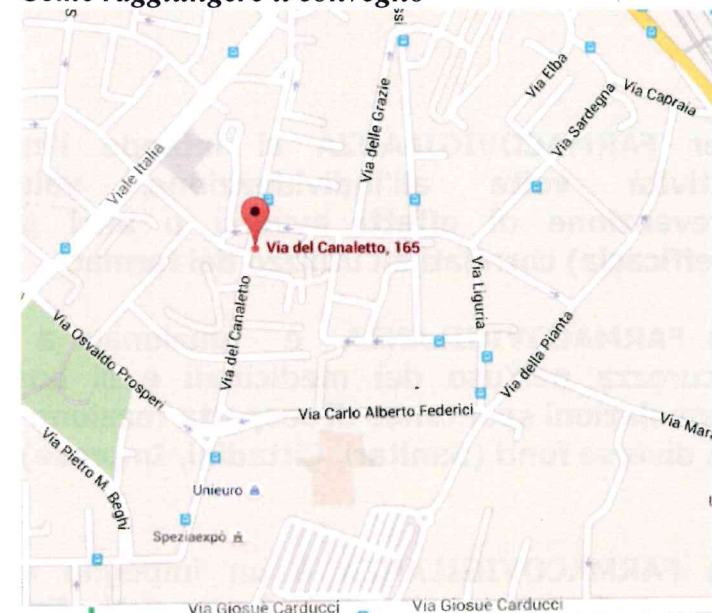 Come raggiungere il convegno
Via Elba
Via Capraia
Via Sardegna
Via delle Grazie
Viale Italia
Via del Canaletto, 165
Via Liguria
Via del Canaletto
Via Osvaldo Prosperi
Via della Pianta
Via Carlo Alberto Federici
Via Mar
Via Pietro M. Beghi
Unieuro
Speziaexpò
Via Giosuè Carducci
Via Giosuè Carducci